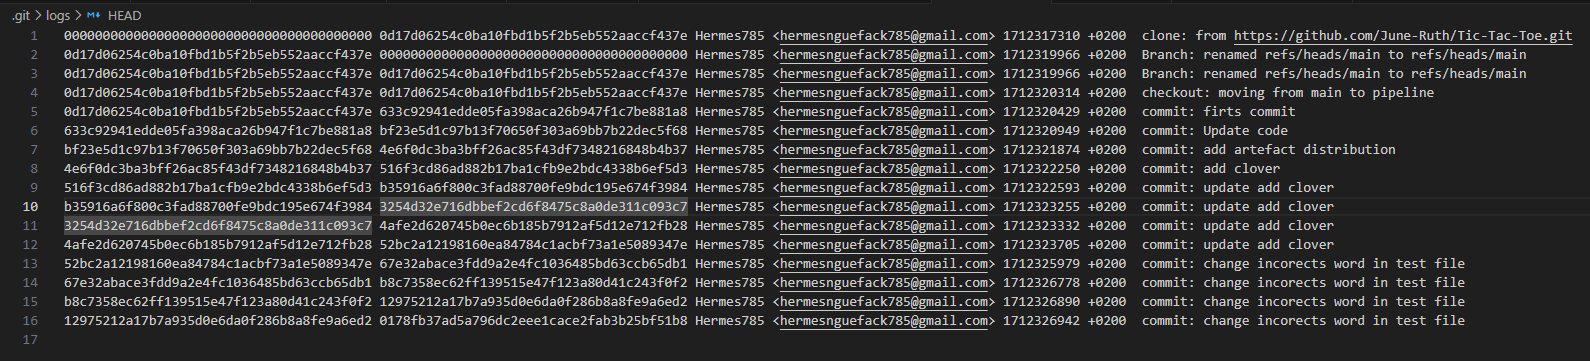 .git > logs > HEAD
1 0000000000000000000000000000000000000000 0d17d06254c0ba10fbd1b5f2b5eb552aaccf437e Hermes785 <hermesnguefack785@gmail.com> 1712317310 +0200 clone: from https://github.com/June-Ruth/Tic-Tac-Toe.git
2 0d17d06254c0ba10fbd1b5f2b5eb552aaccf437e 0000000000000000000000000000000000000000 Hermes785 <hermesnguefack785@gmail.com> 1712319966 +0200 Branch: renamed refs/heads/main to refs/heads/main
3 0d17d06254c0ba10fbd1b5f2b5eb552aaccf437e 0d17d06254c0ba10fbd1b5f2b5eb552aaccf437e Hermes785 <hermesnguefack785@gmail.com> 1712319966 +0200 Branch: renamed refs/heads/main to refs/heads/main
4 0d17d06254c0ba10fbd1b5f2b5eb552aaccf437e 0d17d06254c0ba10fbd1b5f2b5eb552aaccf437e Hermes785 <hermesnguefack785@gmail.com> 1712320314 +0200 checkout: moving from main to pipeline
5 0d17d06254c0ba10fbd1b5f2b5eb552aaccf437e 633c92941edde05fa398aca26b947f1c7be881a8 Hermes785 <hermesnguefack785@gmail.com> 1712320429 +0200 commit: firts commit
6 633c92941edde05fa398aca26b947f1c7be881a8 bf23e5d1c97b13f70650f303a69bb7b22dec5f68 Hermes785 <hermesnguefack785@gmail.com> 1712320949 +0200 commit: Update code
7 bf23e5d1c97b13f70650f303a69bb7b22dec5f68 4e6f0dc3ba3bff26ac85f43df7348216848b4b37 Hermes785 <hermesnguefack785@gmail.com> 1712321874 +0200 commit: add artefact distribution
8 4e6f0dc3ba3bff26ac85f43df7348216848b4b37 516f3cd86ad882b17ba1cfb9e2bdc4338b6ef5d3 Hermes785 <hermesnguefack785@gmail.com> 1712322250 +0200 commit: add clover
9 516f3cd86ad882b17ba1cfb9e2bdc4338b6ef5d3 b35916a6f800c3fad88700fe9bdc195e674f3984 Hermes785 <hermesnguefack785@gmail.com> 1712322593 +0200 commit: update add clover
10 b35916a6f800c3fad88700fe9bdc195e674f3984 3254d32e716dbbef2cd6f8475c8a0de311c093c7 Hermes785 <hermesnguefack785@gmail.com> 1712323255 +0200 commit: update add clover
11 3254d32e716dbbef2cd6f8475c8a0de311c093c7 4afe2d620745b0ec6b185b7912af5d12e712fb28 Hermes785 <hermesnguefack785@gmail.com> 1712323332 +0200 commit: update add clover
12 4afe2d620745b0ec6b185b7912af5d12e712fb28 52bc2a12198160ea84784c1acbf73a1e5089347e Hermes785 <hermesnguefack785@gmail.com> 1712323705 +0200 commit: update add clover
13 52bc2a12198160ea84784c1acbf73a1e5089347e 67e32abace3fdd9a2e4fc1036485bd63ccb65db1 Hermes785 <hermesnguefack785@gmail.com> 1712325979 +0200 commit: change incorects word in test file
14 67e32abace3fdd9a2e4fc1036485bd63ccb65db1 b8c7358ec62ff139515e47f123a80d41c243f0f2 Hermes785 <hermesnguefack785@gmail.com> 1712326778 +0200 commit: change incorects word in test file
15 b8c7358ec62ff139515e47f123a80d41c243f0f2 12975212a17b7a935d0e6da0f286b8a8fe9a6ed2 Hermes785 <hermesnguefack785@gmail.com> 1712326890 +0200 commit: change incorects word in test file
16 12975212a17b7a935d0e6da0f286b8a8fe9a6ed2 0178fb37ad5a796dc2eee1cace2fab3b25bf51b8 Hermes785 <hermesnguefack785@gmail.com> 1712326942 +0200 commit: change incorects word in test file
17